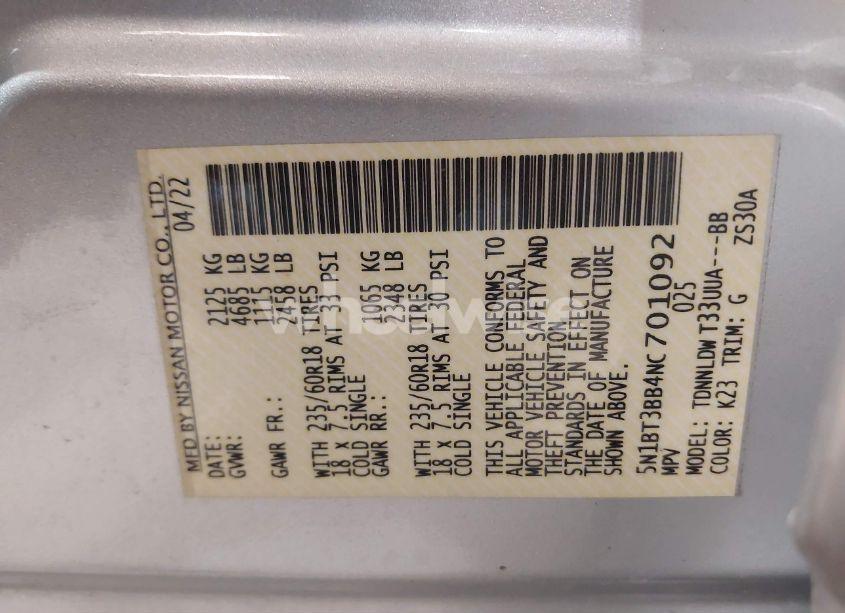 MFD BY NISSAN MOTOR CO., LTD.
DATE: 04/22
GVWR: 2125 KG
4685 LB
GAWR FR.: 1115 KG
2458 LB
WITH 235/60R18 TIRES
18 x 7.5 RIMS AT 33 PSI
COLD SINGLE
GAWR RR.: 1065 KG
2348 LB
WITH 235/60R18 TIRES
18 x 7.5 RIMS AT 30 PSI
COLD SINGLE
THIS VEHICLE CONFORMS TO
ALL APPLICABLE FEDERAL
MOTOR VEHICLE SAFETY AND
THEFT PREVENTION
STANDARDS IN EFFECT ON
THE DATE OF MANUFACTURE
SHOWN ABOVE.
5N1BT3BB4NC701092
MPV 025
MODEL: TDNNLDW T33UUA---BB
COLOR: K23 TRIM: G ZS30A